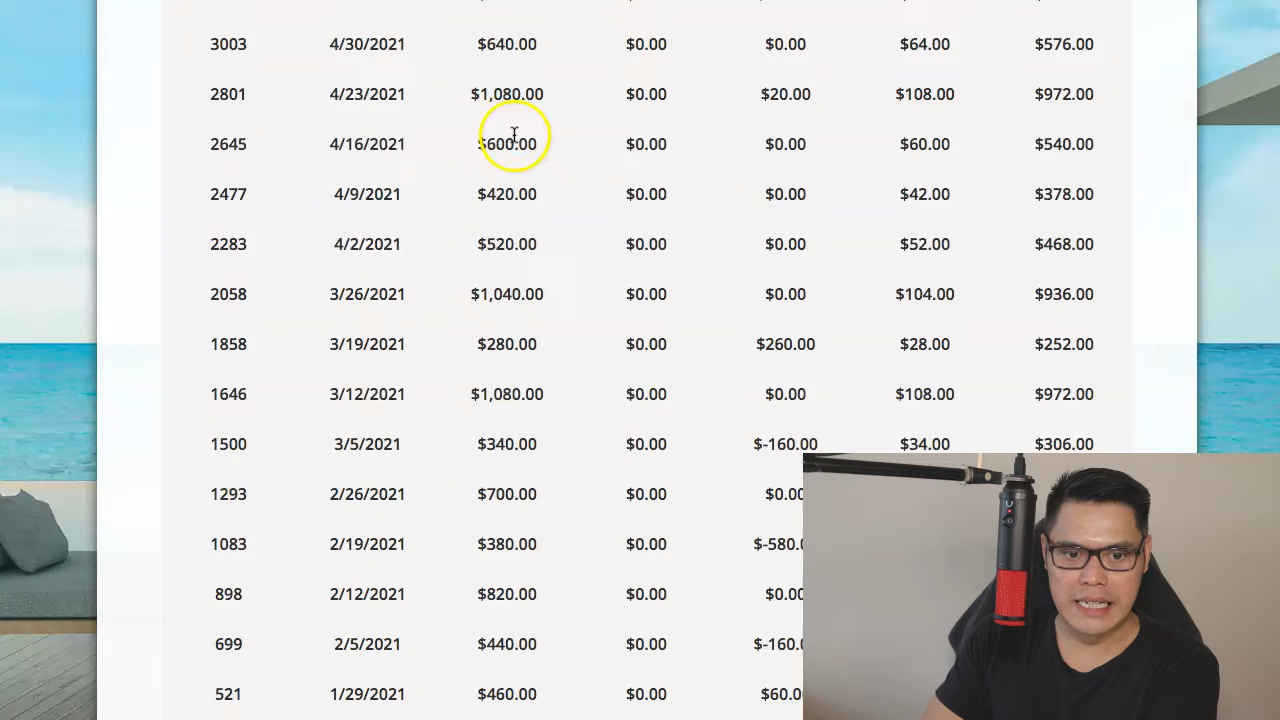 3003 4/30/2021 $640.00 $0.00 $0.00 $64.00 $576.00
2801 4/23/2021 $1,080.00 $0.00 $20.00 $108.00 $972.00
2645 4/16/2021 $600.00 $0.00 $0.00 $60.00 $540.00
2477 4/9/2021 $420.00 $0.00 $0.00 $42.00 $378.00
2283 4/2/2021 $520.00 $0.00 $0.00 $52.00 $468.00
2058 3/26/2021 $1,040.00 $0.00 $0.00 $104.00 $936.00
1858 3/19/2021 $280.00 $0.00 $260.00 $28.00 $252.00
1646 3/12/2021 $1,080.00 $0.00 $0.00 $108.00 $972.00
1500 3/5/2021 $340.00 $0.00 $-160.00 $34.00 $306.00
1293 2/26/2021 $700.00 $0.00 $0.0
1083 2/19/2021 $380.00 $0.00 $-580.
898 2/12/2021 $820.00 $0.00 $0.0
699 2/5/2021 $440.00 $0.00 $-160.
521 1/29/2021 $460.00 $0.00 $60.0